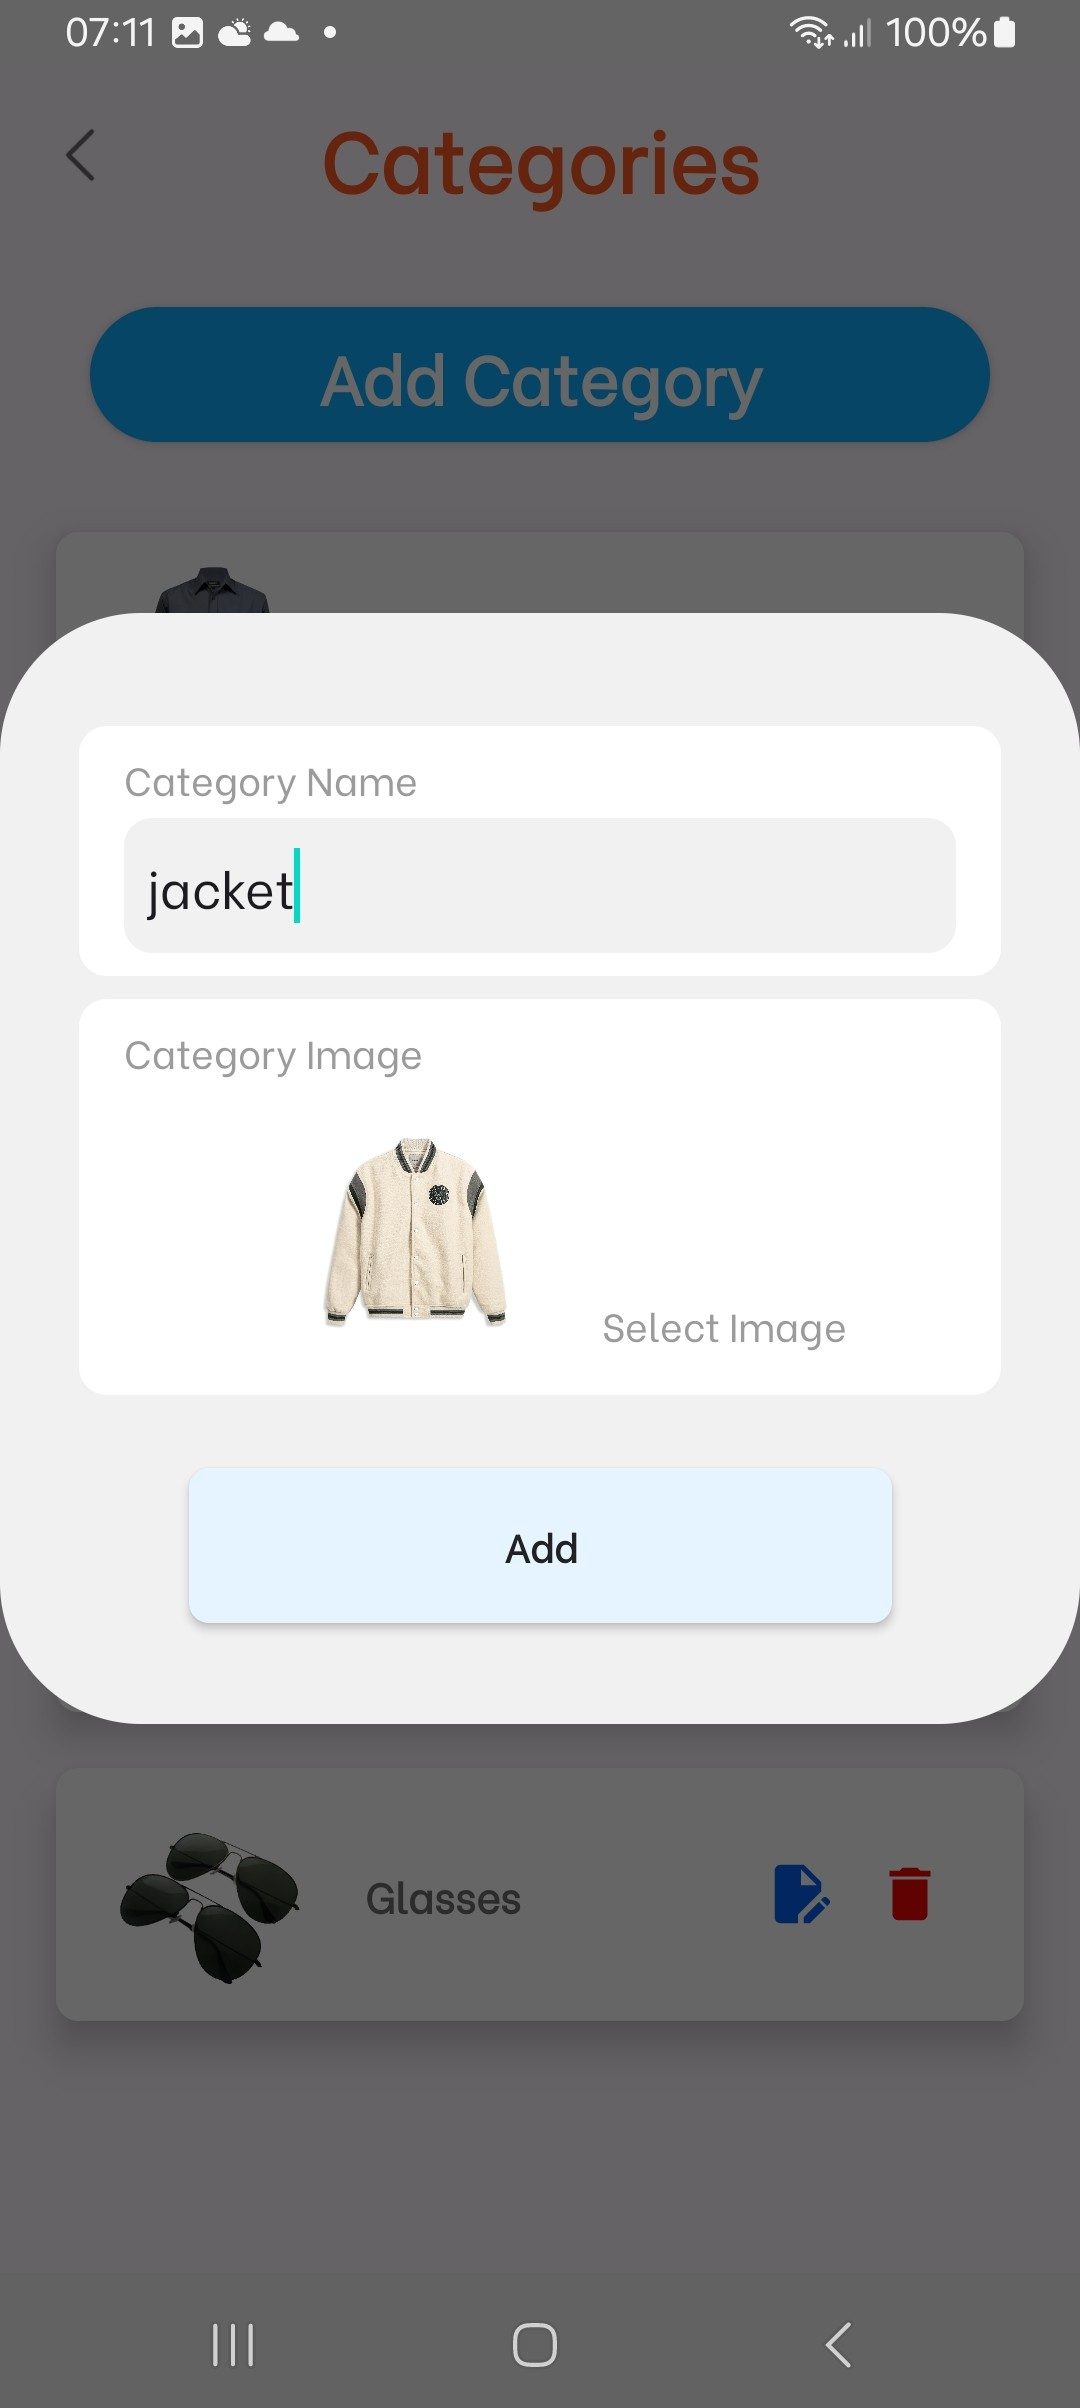 07:11
100%
Categories
Add Category
Category Name
jacket
Category Image
Select Image
Add
Glasses